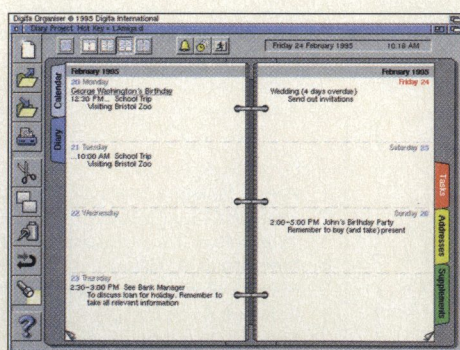 Digita Organiser © 1995 Digita International
Diary Project Hot Key = LAmiga d
Friday 24 February 1995 10.18 AM
Calendar
Diary
February 1995
20 Monday
George Washington's Birthday
12:30 PM... School Trip
Visiting Bristol Zoo
21 Tuesday
...10:00 AM School Trip
Visiting Bristol Zoo
22 Wednesday
23 Thursday
2:30-3:00 PM See Bank Manager
To discuss loan for holiday. Remember to
take all relevant information
February 1995
Friday 24
Wedding (4 days overdue)
Send out invitations
Saturday 25
Sunday 26
2:00-5:00 PM John's Birthday Party
Remember to buy (and take) present
Tasks
Addresses
Supplements